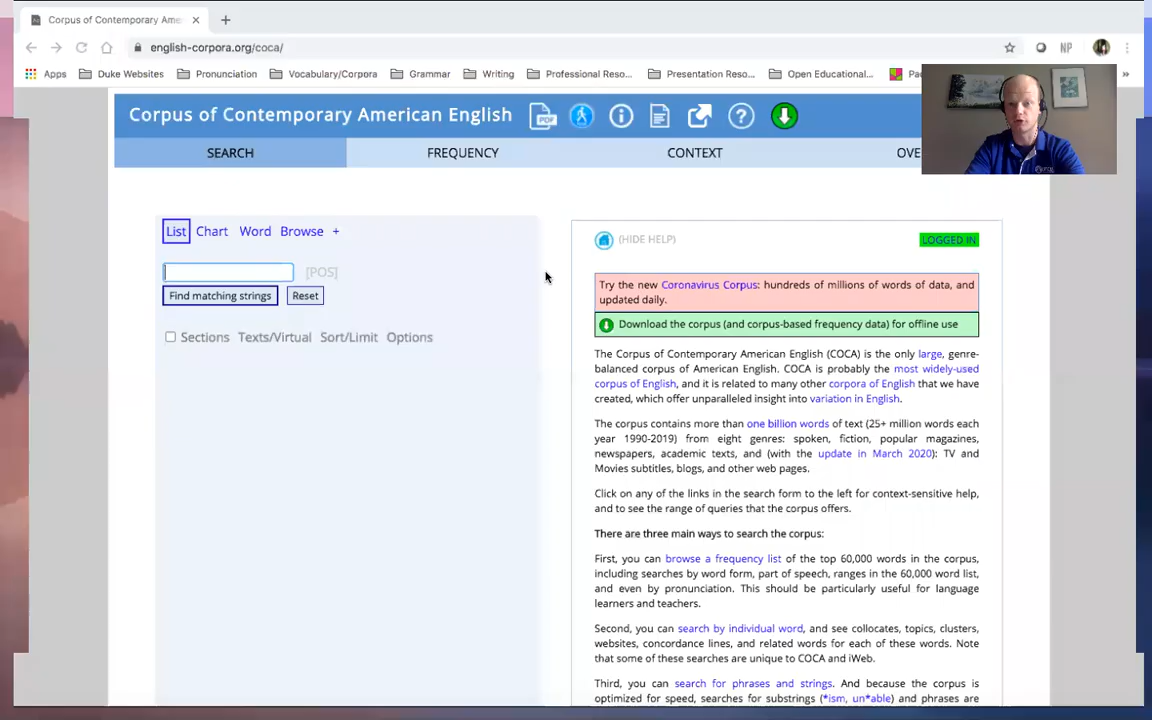 Corpus of Contemporary Ame
english-corpora.org/coca/
NP
Apps Duke Websites Pronunciation Vocabulary/Corpora Grammar Writing Professional Reso... Presentation Reso... Open Educational... »
Corpus of Contemporary American English
SEARCH FREQUENCY CONTEXT
List Chart Word Browse +
[POS]
Find matching strings Reset
Sections Texts/Virtual Sort/Limit Options
(HIDE HELP) LOGGED IN
Try the new Coronavirus Corpus: hundreds of millions of words of data, and
updated daily.
Download the corpus (and corpus-based frequency data) for offline use
The Corpus of Contemporary American English (COCA) is the only large, genre-
balanced corpus of American English. COCA is probably the most widely-used
corpus of English, and it is related to many other corpora of English that we have
created, which offer unparalleled insight into variation in English.
The corpus contains more than one billion words of text (25+ million words each
year 1990-2019) from eight genres: spoken, fiction, popular magazines,
newspapers, academic texts, and (with the update in March 2020): TV and
Movies subtitles, blogs, and other web pages.
Click on any of the links in the search form to the left for context-sensitive help,
and to see the range of queries that the corpus offers.
There are three main ways to search the corpus:
First, you can browse a frequency list of the top 60,000 words in the corpus,
including searches by word form, part of speech, ranges in the 60,000 word list,
and even by pronunciation. This should be particularly useful for language
learners and teachers.
Second, you can search by individual word, and see collocates, topics, clusters,
websites, concordance lines, and related words for each of these words. Note
that some of these searches are unique to COCA and iWeb.
Third, you can search for phrases and strings. And because the corpus is
optimized for speed, searches for substrings (*ism, un*able) and phrases are